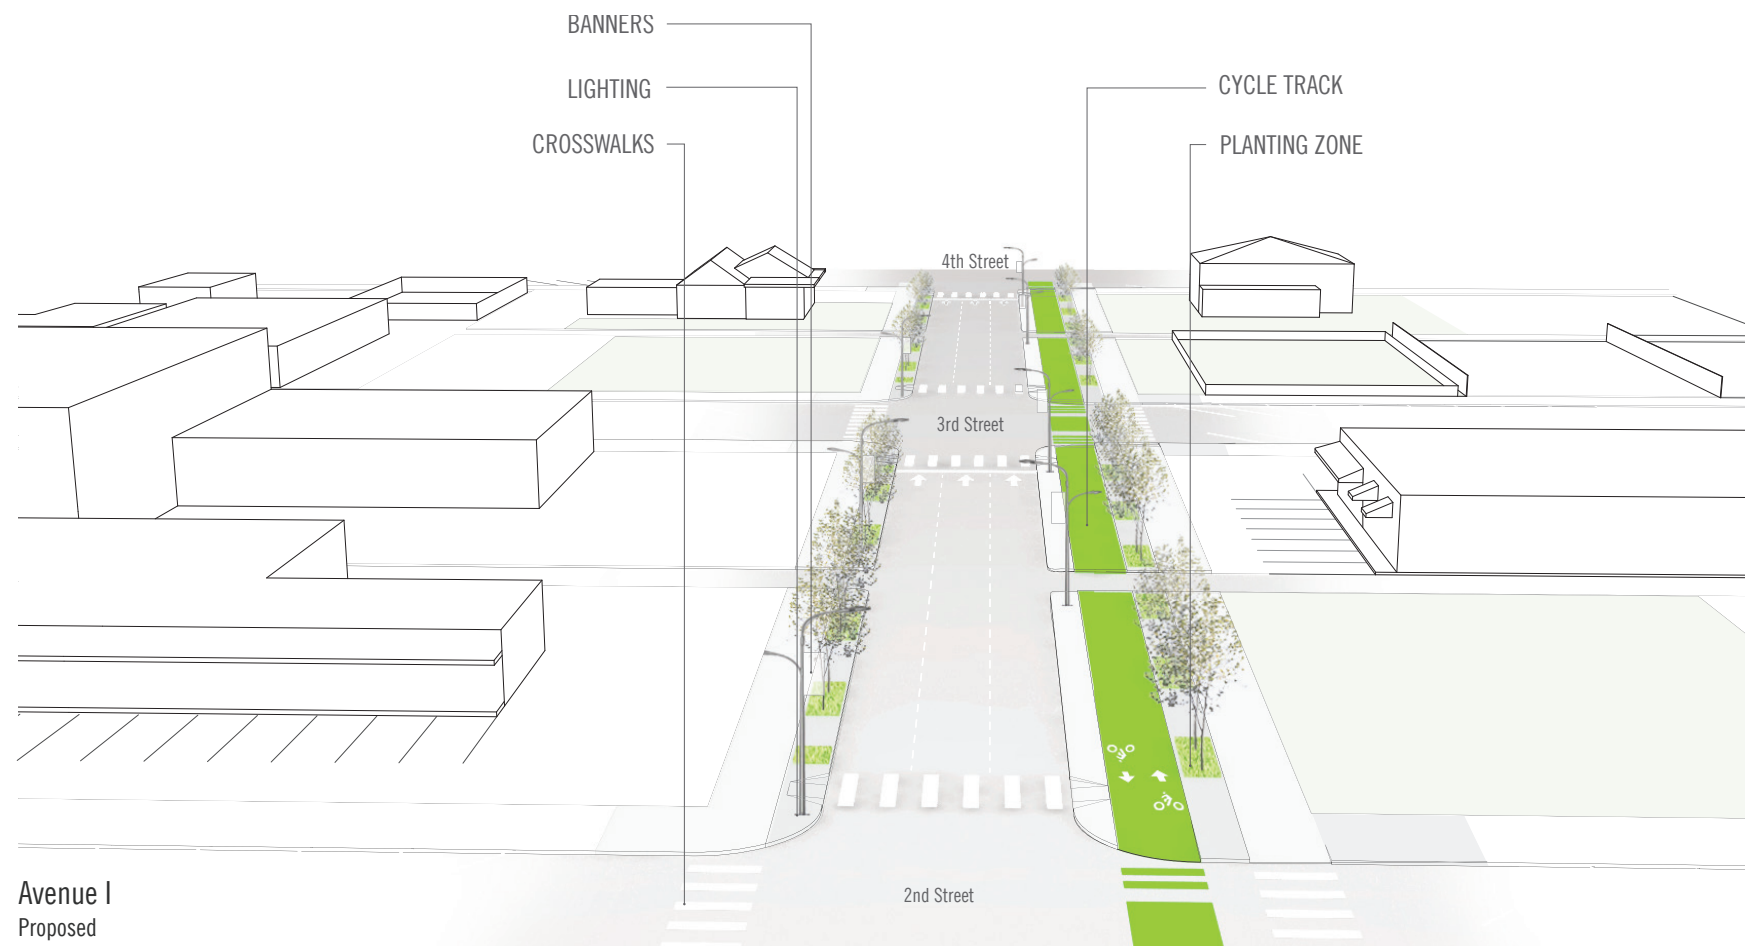 BANNERS
LIGHTING
CROSSWALKS
CYCLE TRACK
PLANTING ZONE
4th Street
3rd Street
2nd Street
Avenue I
Proposed